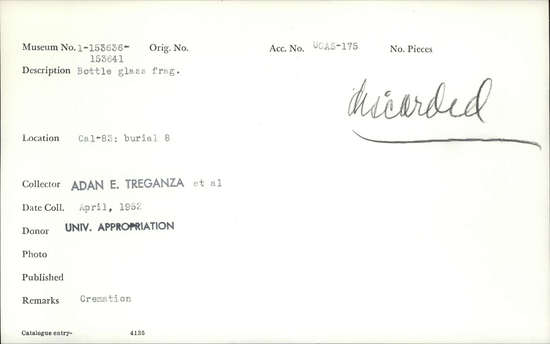 Museum No. 1-153636- Orig. No. Acc. No. UCAS-175 No. Pieces
153641
Description Bottle glass frag.
discarded
Location Cal-83: burial 8
Collector ADAN E. TREGANZA et al
Date Coll. April, 1952
Donor UNIV. APPROPRIATION
Photo
Published
Remarks Cremation
Catalogue entry- 4135